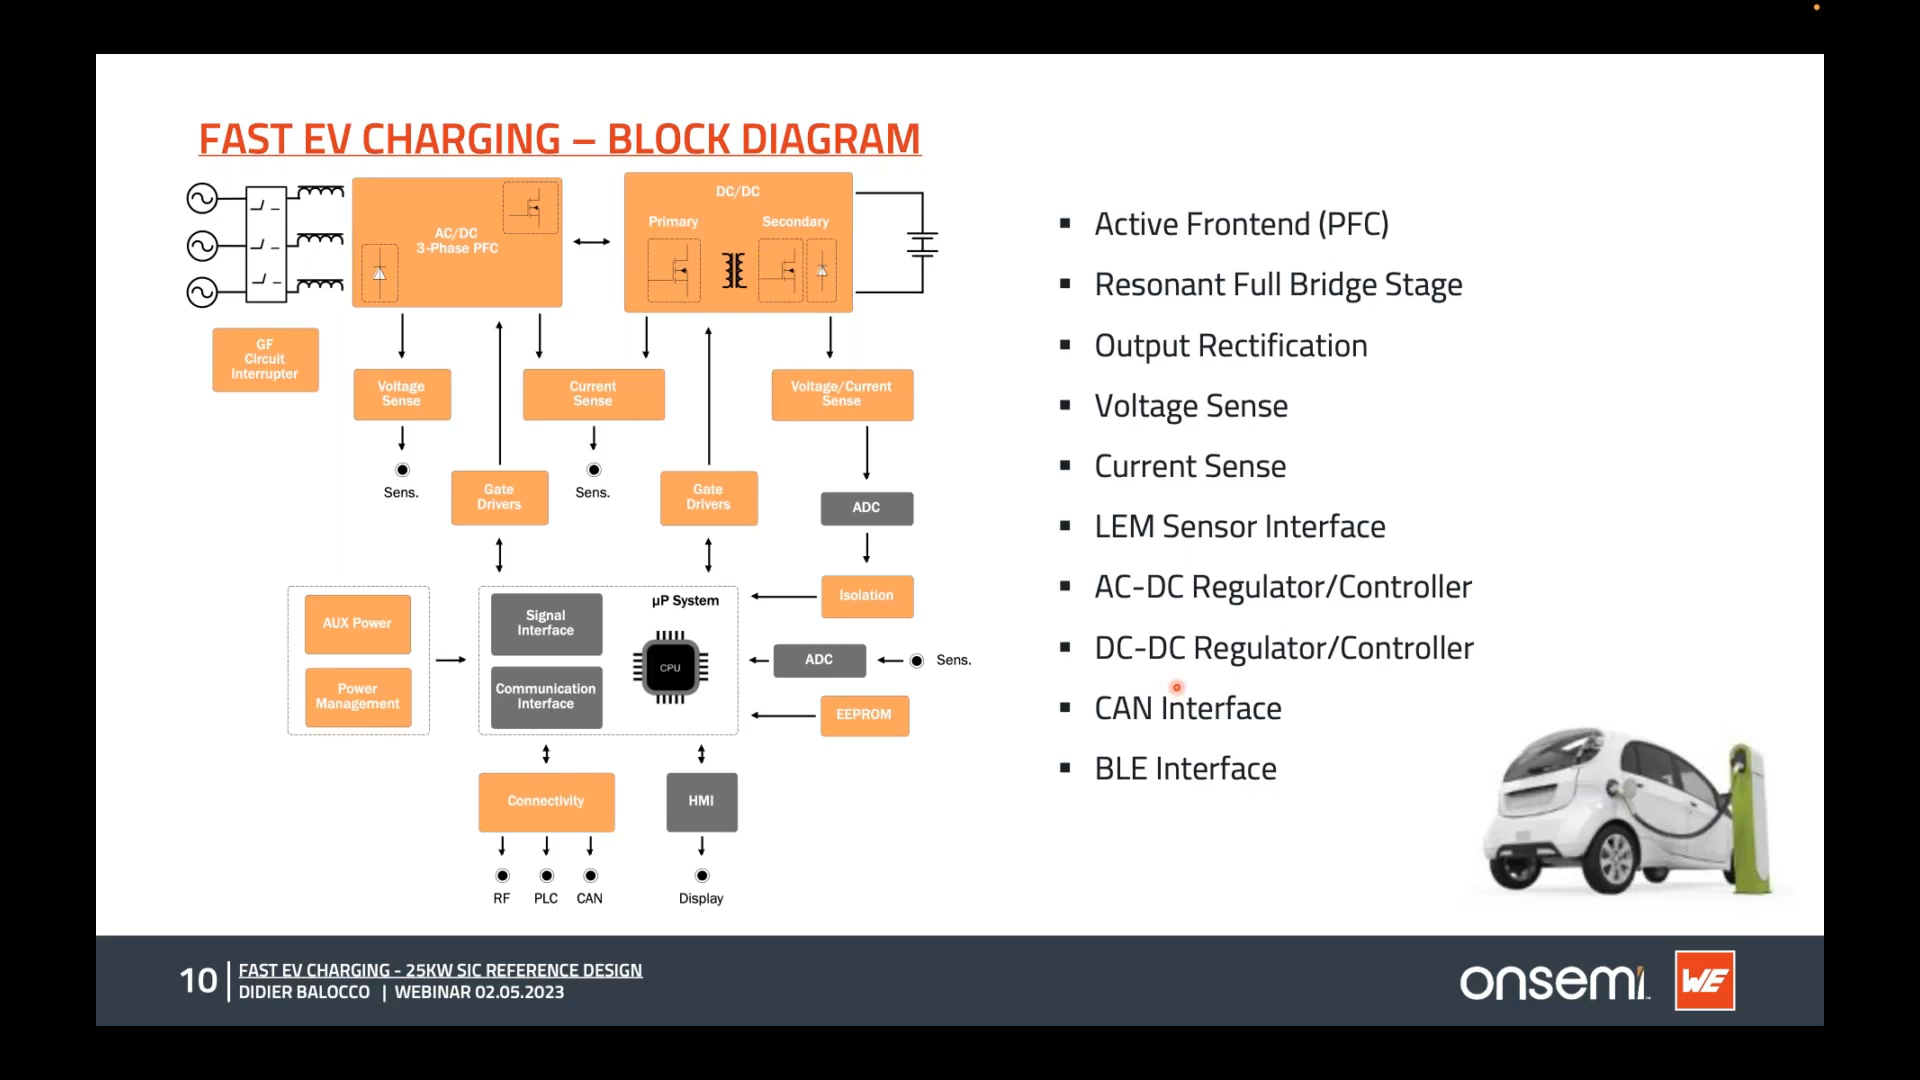 FAST EV CHARGING – BLOCK DIAGRAM
AC/DC
3-Phase PFC
DC/DC
Primary
Secondary
GF
Circuit
Interrupter
Voltage
Sense
Current
Sense
Voltage/Current
Sense
Sens.
Gate
Drivers
Sens.
Gate
Drivers
ADC
AUX Power
Power
Management
Signal
Interface
Communication
Interface
µP System
CPU
Isolation
ADC
Sens.
EEPROM
Connectivity
HMI
RF
PLC
CAN
Display
▪ Active Frontend (PFC)
▪ Resonant Full Bridge Stage
▪ Output Rectification
▪ Voltage Sense
▪ Current Sense
▪ LEM Sensor Interface
▪ AC-DC Regulator/Controller
▪ DC-DC Regulator/Controller
▪ CAN Interface
▪ BLE Interface
10
FAST EV CHARGING - 25KW SIC REFERENCE DESIGN
DIDIER BALOCCO | WEBINAR 02.05.2023
onsemi™
WE